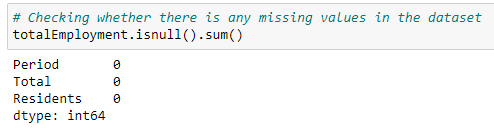 # Checking whether there is any missing values in the dataset
totalEmployment.isnull().sum()
Period 0
Total 0
Residents 0
dtype: int64